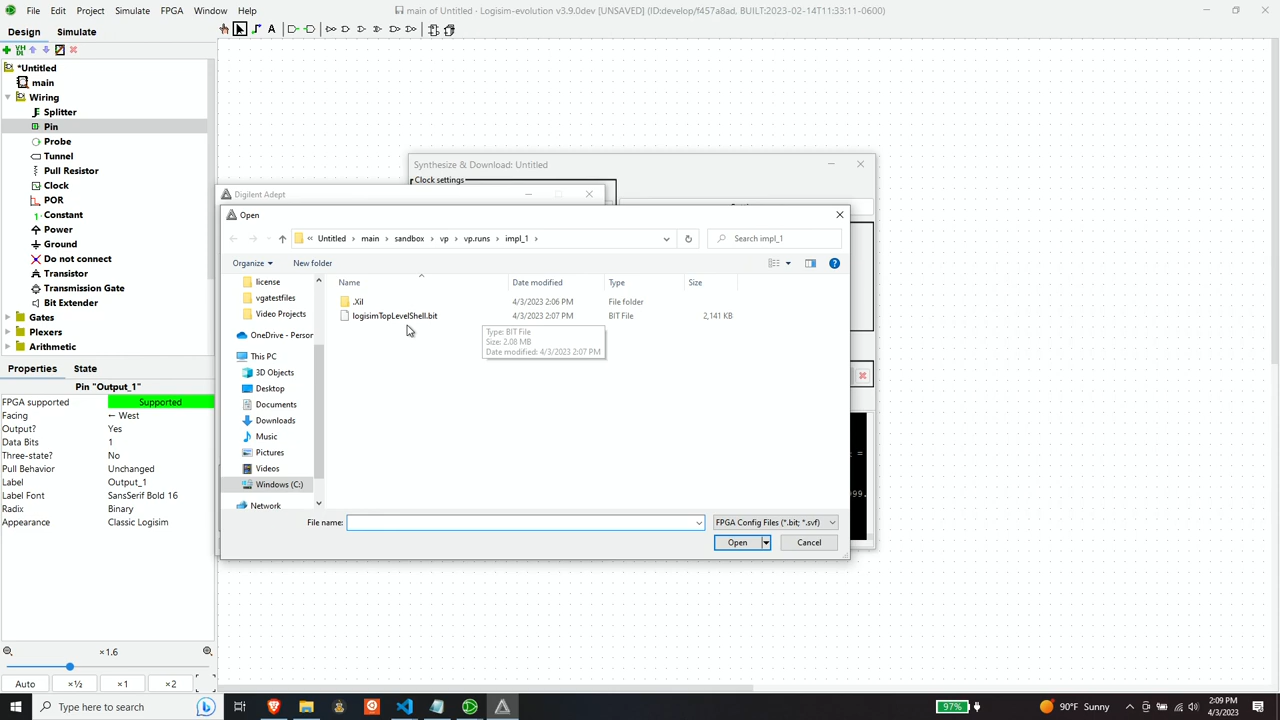 File Edit Project Simulate FPGA Window Help
main of Untitled - Logisim-evolution v3.9.0dev [UNSAVED] (ID:develop/f457a8ad, BUILT:2023-02-14T11:33:11-0600)
Design Simulate
A
VH
DL
*Untitled
main
Wiring
Splitter
Pin
Probe
Tunnel
Pull Resistor
Clock
POR
Constant
Power
Ground
Do not connect
Transistor
Transmission Gate
Bit Extender
Gates
Plexers
Arithmetic
Properties State
Pin "Output_1"
FPGA supported Supported
Facing ← West
Output? Yes
Data Bits 1
Three-state? No
Pull Behavior Unchanged
Label Output_1
Label Font SansSerif Bold 16
Radix Binary
Appearance Classic Logisim
×1.6
Auto ×½ ×1 ×2
Synthesize & Download: Untitled
Clock settings
Digilent Adept
Open
« Untitled › main › sandbox › vp › vp.runs › impl_1 ›
Search impl_1
Organize New folder
Name Date modified Type Size
.Xil 4/3/2023 2:06 PM File folder
logisimTopLevelShell.bit 4/3/2023 2:07 PM BIT File 2,141 KB
Type: BIT File
Size: 2.08 MB
Date modified: 4/3/2023 2:07 PM
license
vgatestfiles
Video Projects
OneDrive - Person
This PC
3D Objects
Desktop
Documents
Downloads
Music
Pictures
Videos
Windows (C:)
Network
File name:
FPGA Config Files (*.bit; *.svf)
Open Cancel
Type here to search
97%
90°F Sunny
2:09 PM
4/3/2023